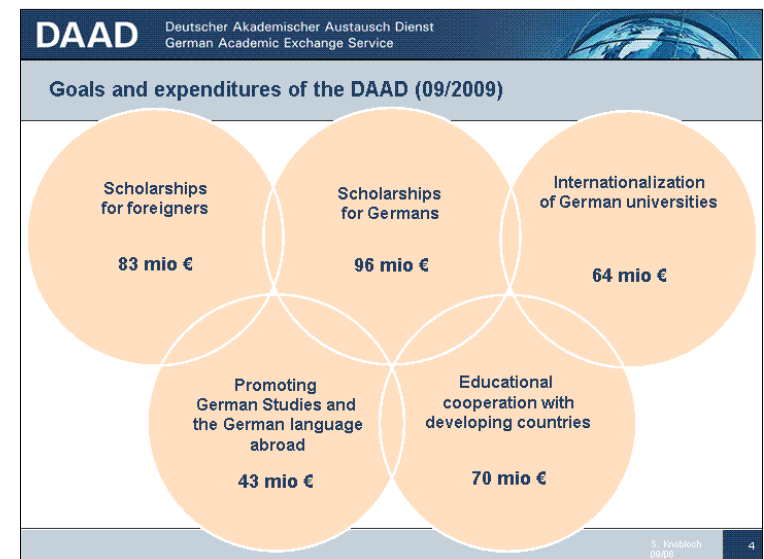 DAAD
Deutscher Akademischer Austausch Dienst
German Academic Exchange Service
Goals and expenditures of the DAAD (09/2009)
Scholarships
for foreigners
83 mio €
Scholarships
for Germans
96 mio €
Internationalization
of German universities
64 mio €
Promoting
German Studies and
the German language
abroad
43 mio €
Educational
cooperation with
developing countries
70 mio €
S. Knobloch
09/09
4